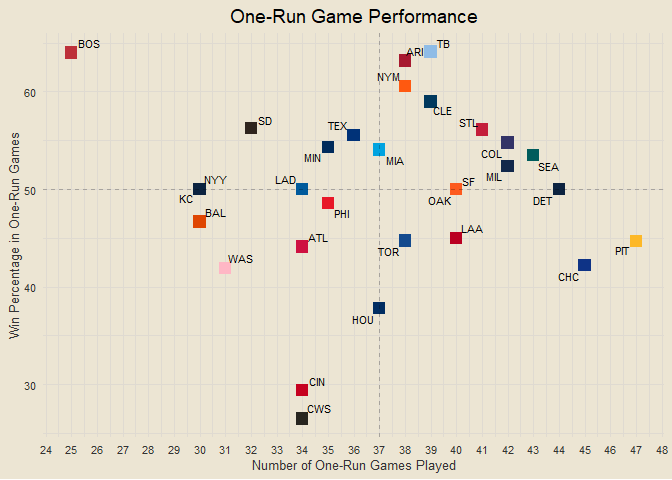 One-Run Game Performance
BOS
ARI
TB
NYM
60
CLE
SD
TEX
STL
MIN
MIA
COL
SEA
MIL
NYY
LAD
SF
50
KC
OAK
DET
BAL
PHI
ATL
LAA
TOR
PIT
WAS
CHC
40
HOU
CIN
30
CWS
Win Percentage in One-Run Games
24 25 26 27 28 29 30 31 32 33 34 35 36 37 38 39 40 41 42 43 44 45 46 47 48
Number of One-Run Games Played